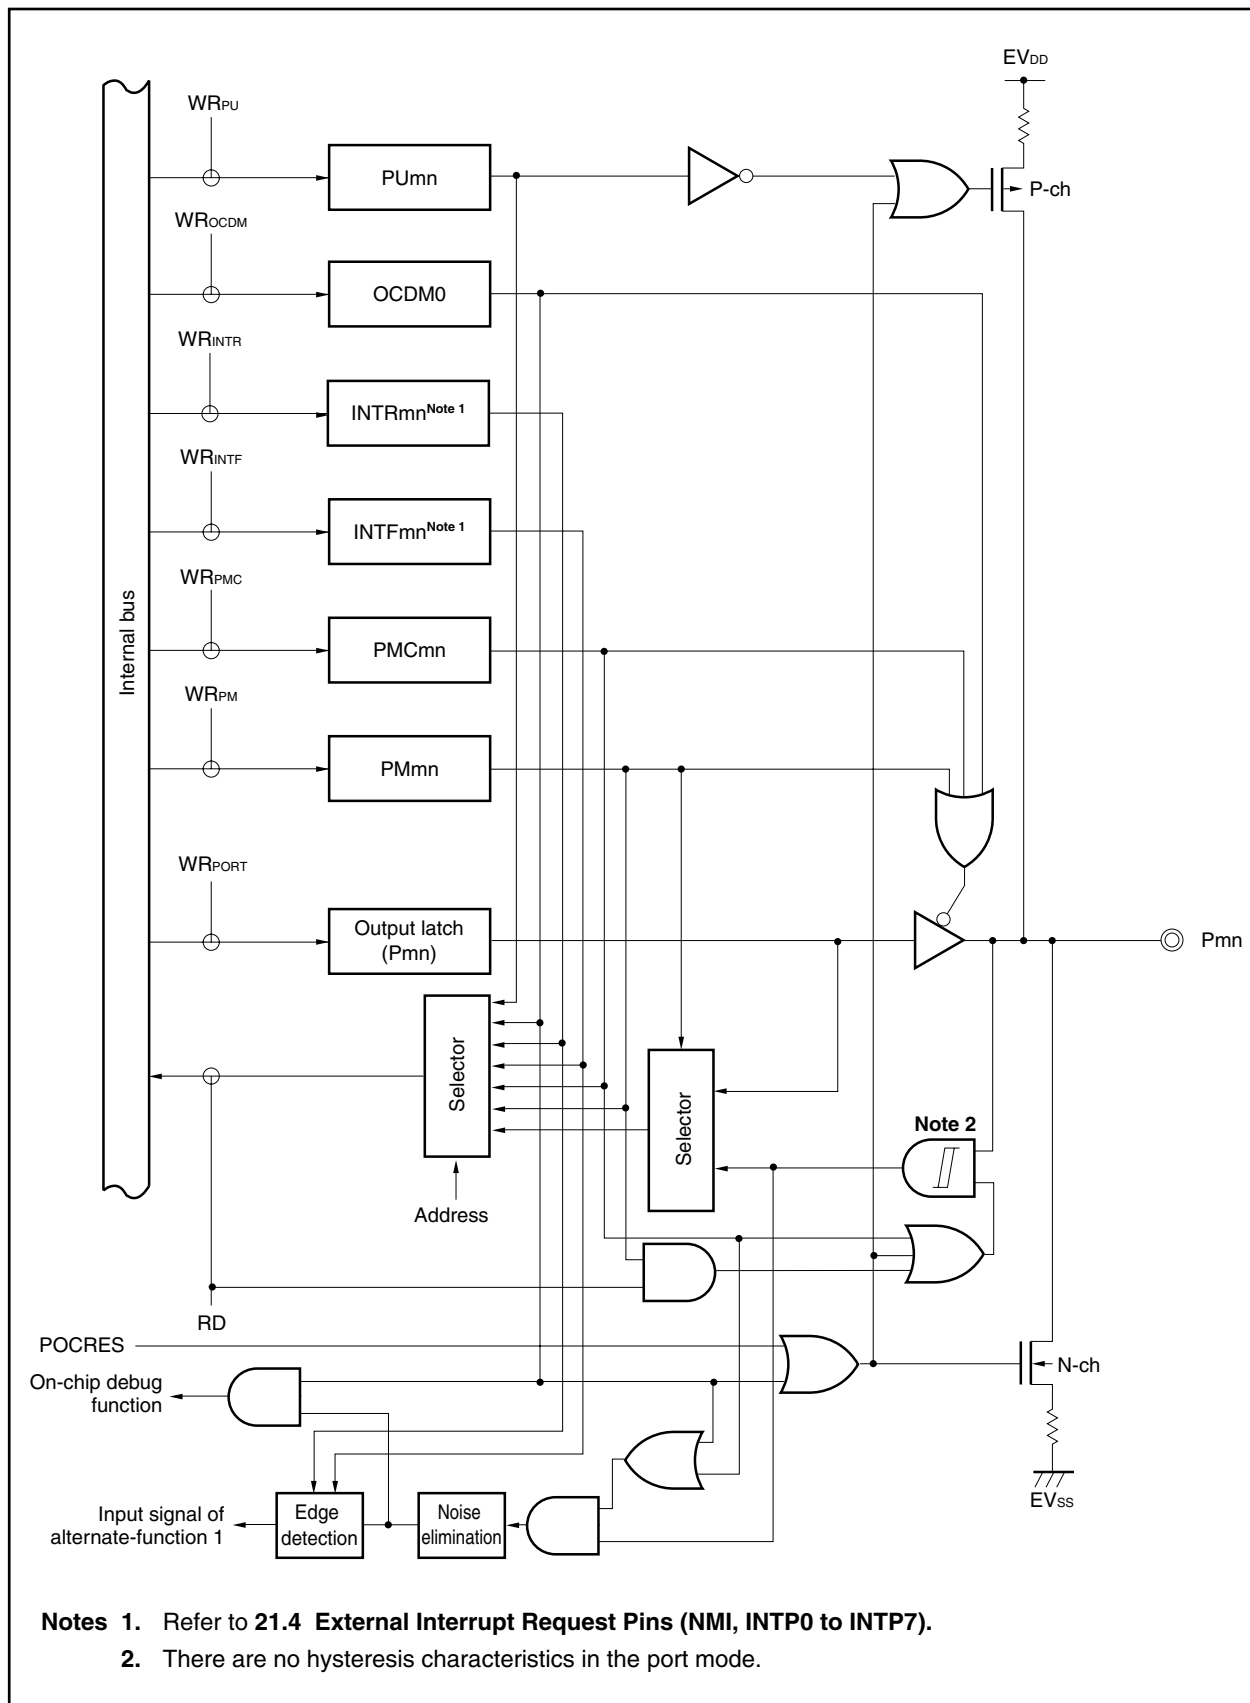 EVDD
WRPU
PUmn
P-ch
WROCDM
OCDM0
WRINTR
INTRmnNote 1
WRINTF
INTFmnNote 1
WRPMC
PMCmn
Internal bus
WRPM
PMmn
WRPORT
Output latch
(Pmn)
Pmn
Selector
Selector
Note 2
Address
RD
POCRES
N-ch
On-chip debug
function
EVSS
Input signal of
alternate-function 1
Edge
detection
Noise
elimination
Notes 1. Refer to 21.4 External Interrupt Request Pins (NMI, INTP0 to INTP7).
2. There are no hysteresis characteristics in the port mode.